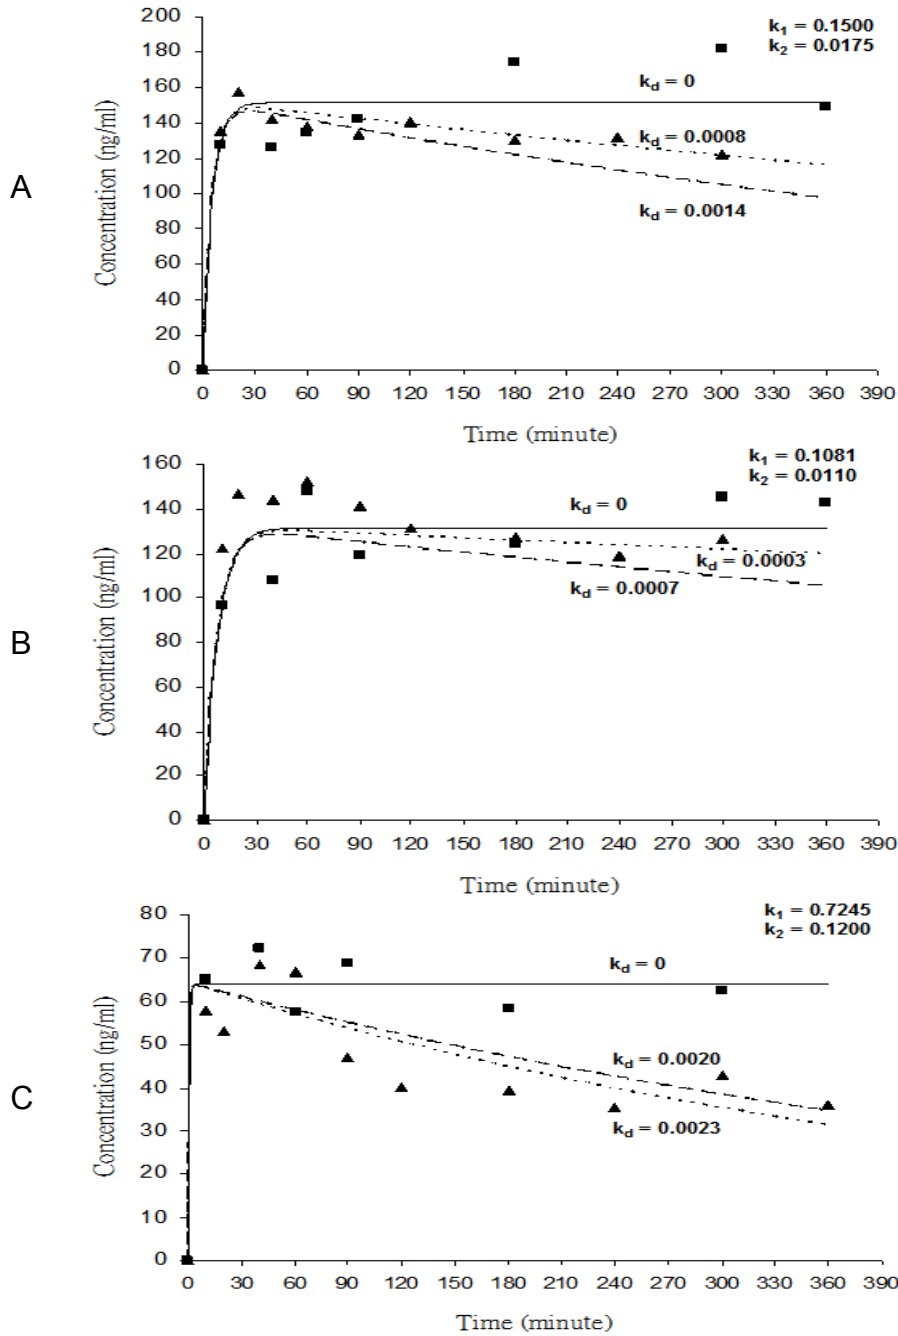 A
Concentration (ng/ml)
200
180
160
140
120
100
80
60
40
20
0
k1 = 0.1500
k2 = 0.0175
kd = 0
kd = 0.0008
kd = 0.0014
0 30 60 90 120 150 180 210 240 270 300 330 360 390
Time (minute)
B
Concentration (ng/ml)
160
140
120
100
80
60
40
20
0
k1 = 0.1081
k2 = 0.0110
kd = 0
kd = 0.0003
kd = 0.0007
0 30 60 90 120 150 180 210 240 270 300 330 360 390
Time (minute)
C
Concentration (ng/ml)
80
70
60
50
40
30
20
10
0
k1 = 0.7245
k2 = 0.1200
kd = 0
kd = 0.0020
kd = 0.0023
0 30 60 90 120 150 180 210 240 270 300 330 360 390
Time (minute)